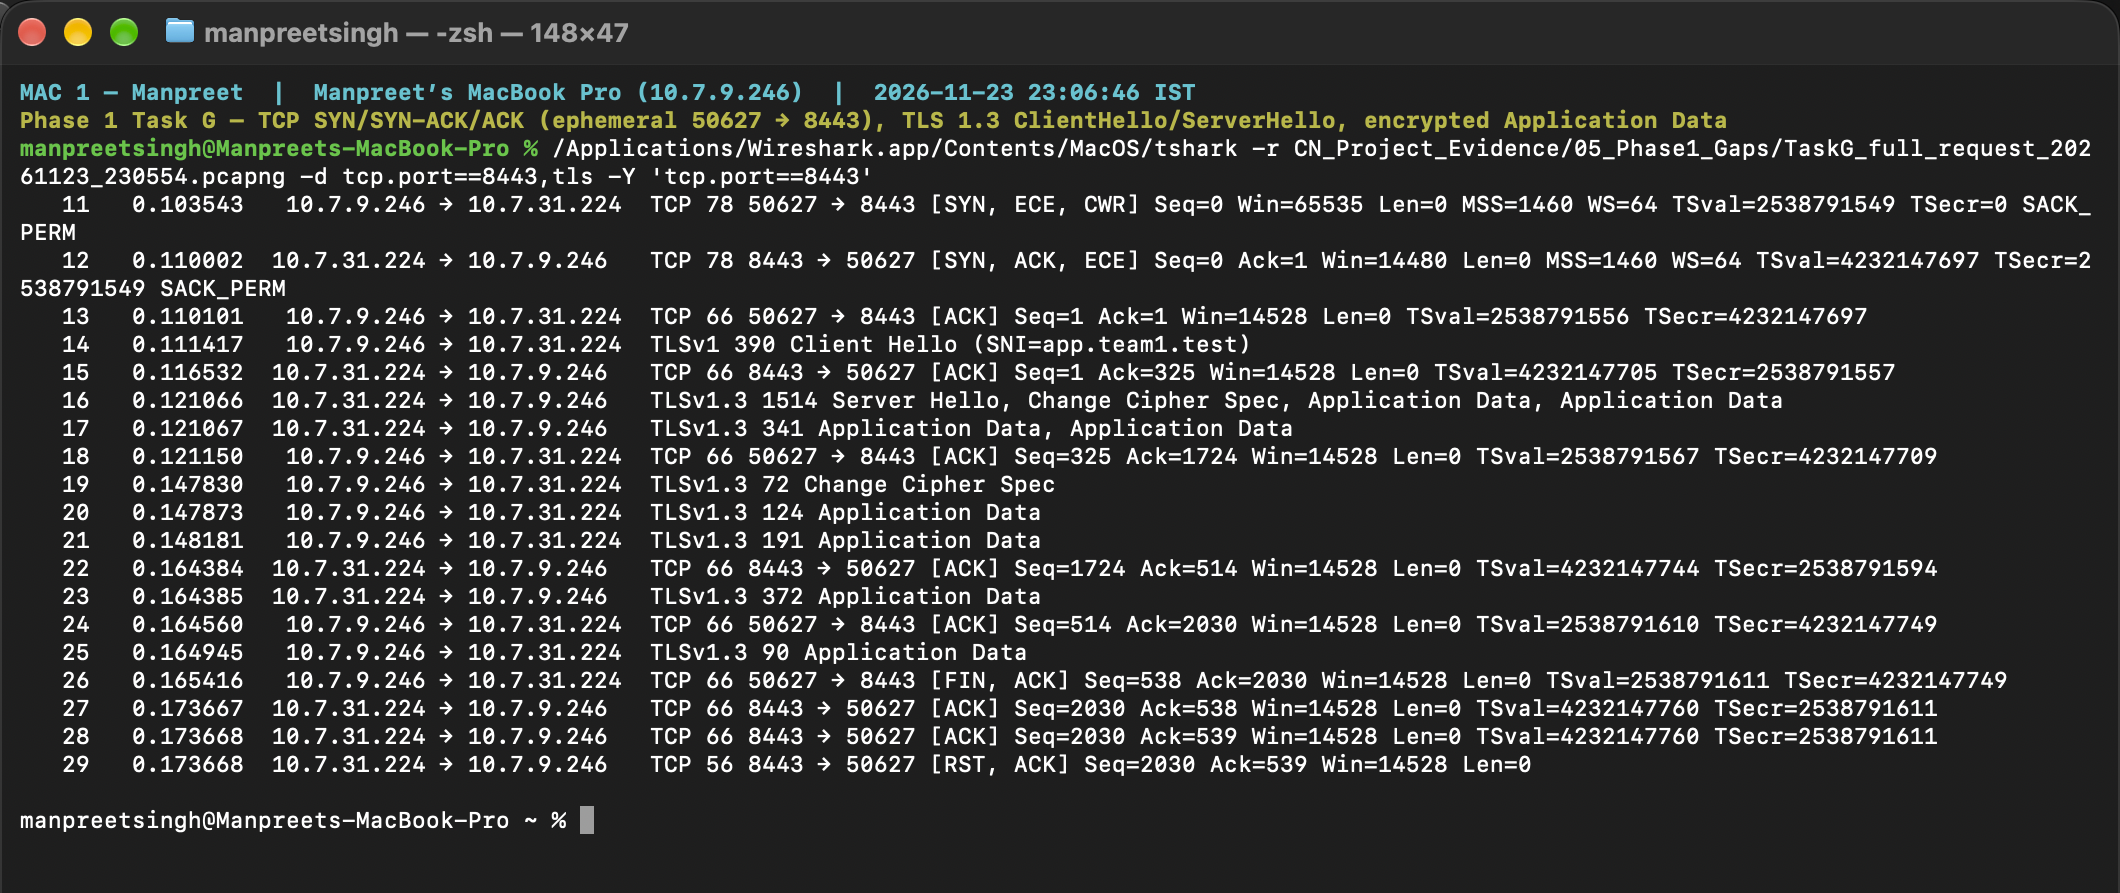 manpreetsingh — -zsh — 148×47
MAC 1 — Manpreet  |  Manpreet’s MacBook Pro (10.7.9.246)  |  2026-11-23 23:06:46 IST
Phase 1 Task G — TCP SYN/SYN-ACK/ACK (ephemeral 50627 → 8443), TLS 1.3 ClientHello/ServerHello, encrypted Application Data
manpreetsingh@Manpreets-MacBook-Pro % /Applications/Wireshark.app/Contents/MacOS/tshark -r CN_Project_Evidence/05_Phase1_Gaps/TaskG_full_request_202
61123_230554.pcapng -d tcp.port==8443,tls -Y 'tcp.port==8443'
   11   0.103543   10.7.9.246 → 10.7.31.224  TCP 78 50627 → 8443 [SYN, ECE, CWR] Seq=0 Win=65535 Len=0 MSS=1460 WS=64 TSval=2538791549 TSecr=0 SACK_
PERM
   12   0.110002  10.7.31.224 → 10.7.9.246   TCP 78 8443 → 50627 [SYN, ACK, ECE] Seq=0 Ack=1 Win=14480 Len=0 MSS=1460 WS=64 TSval=4232147697 TSecr=2
538791549 SACK_PERM
   13   0.110101   10.7.9.246 → 10.7.31.224  TCP 66 50627 → 8443 [ACK] Seq=1 Ack=1 Win=14528 Len=0 TSval=2538791556 TSecr=4232147697
   14   0.111417   10.7.9.246 → 10.7.31.224  TLSv1 390 Client Hello (SNI=app.team1.test)
   15   0.116532  10.7.31.224 → 10.7.9.246   TCP 66 8443 → 50627 [ACK] Seq=1 Ack=325 Win=14528 Len=0 TSval=4232147705 TSecr=2538791557
   16   0.121066  10.7.31.224 → 10.7.9.246   TLSv1.3 1514 Server Hello, Change Cipher Spec, Application Data, Application Data
   17   0.121067  10.7.31.224 → 10.7.9.246   TLSv1.3 341 Application Data, Application Data
   18   0.121150   10.7.9.246 → 10.7.31.224  TCP 66 50627 → 8443 [ACK] Seq=325 Ack=1724 Win=14528 Len=0 TSval=2538791567 TSecr=4232147709
   19   0.147830   10.7.9.246 → 10.7.31.224  TLSv1.3 72 Change Cipher Spec
   20   0.147873   10.7.9.246 → 10.7.31.224  TLSv1.3 124 Application Data
   21   0.148181   10.7.9.246 → 10.7.31.224  TLSv1.3 191 Application Data
   22   0.164384  10.7.31.224 → 10.7.9.246   TCP 66 8443 → 50627 [ACK] Seq=1724 Ack=514 Win=14528 Len=0 TSval=4232147744 TSecr=2538791594
   23   0.164385  10.7.31.224 → 10.7.9.246   TLSv1.3 372 Application Data
   24   0.164560   10.7.9.246 → 10.7.31.224  TCP 66 50627 → 8443 [ACK] Seq=514 Ack=2030 Win=14528 Len=0 TSval=2538791610 TSecr=4232147749
   25   0.164945   10.7.9.246 → 10.7.31.224  TLSv1.3 90 Application Data
   26   0.165416   10.7.9.246 → 10.7.31.224  TCP 66 50627 → 8443 [FIN, ACK] Seq=538 Ack=2030 Win=14528 Len=0 TSval=2538791611 TSecr=4232147749
   27   0.173667  10.7.31.224 → 10.7.9.246   TCP 66 8443 → 50627 [ACK] Seq=2030 Ack=538 Win=14528 Len=0 TSval=4232147760 TSecr=2538791611
   28   0.173668  10.7.31.224 → 10.7.9.246   TCP 66 8443 → 50627 [ACK] Seq=2030 Ack=539 Win=14528 Len=0 TSval=4232147760 TSecr=2538791611
   29   0.173668  10.7.31.224 → 10.7.9.246   TCP 56 8443 → 50627 [RST, ACK] Seq=2030 Ack=539 Win=14528 Len=0
manpreetsingh@Manpreets-MacBook-Pro ~ %